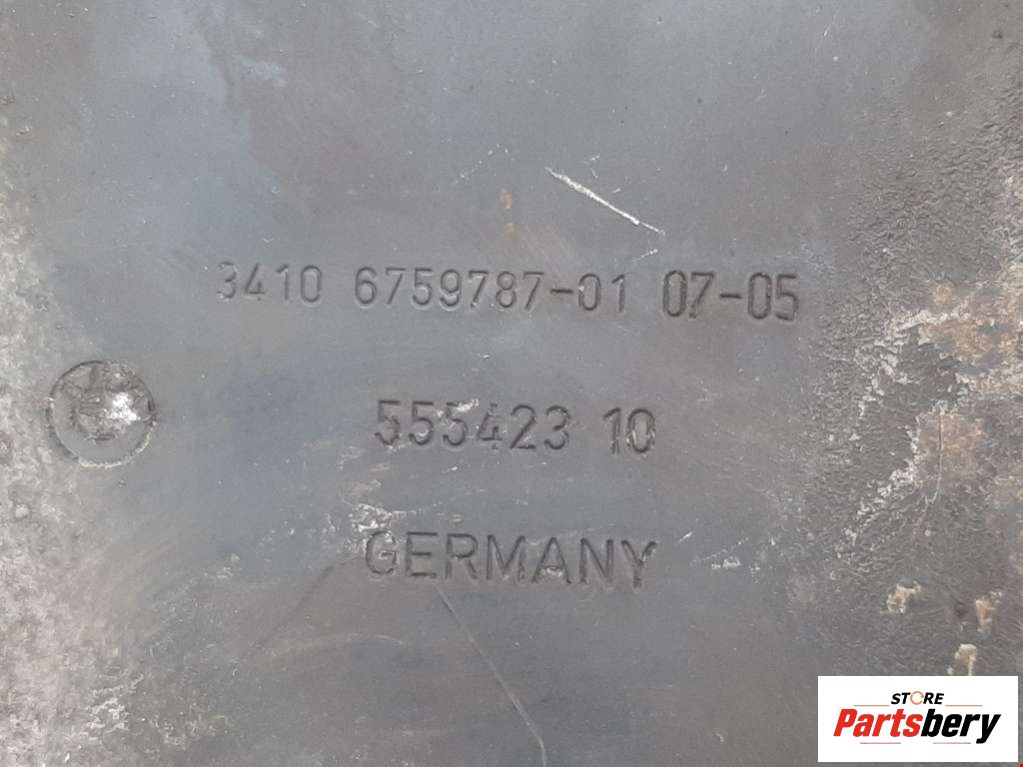 3410 6759787-01 07-05
555423 10
GERMANY
STORE
Partsbery